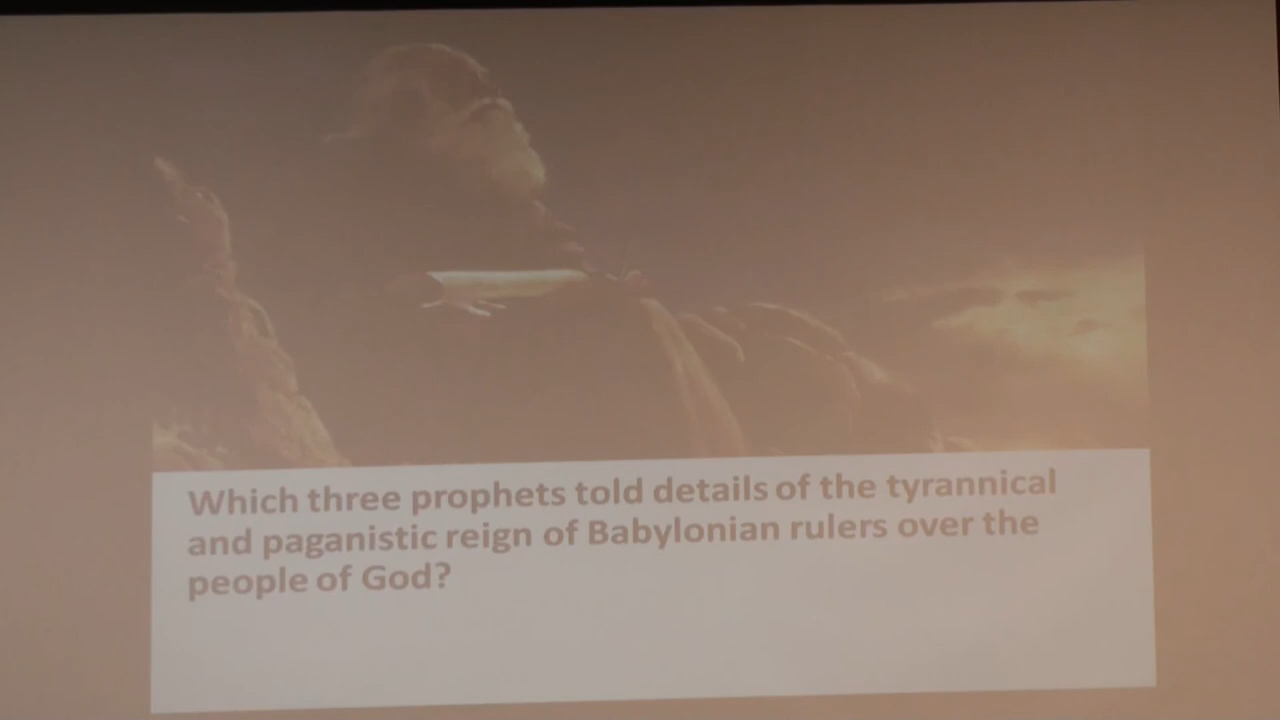 Which three prophets told details of the tyrannical
and paganistic reign of Babylonian rulers over the
people of God?